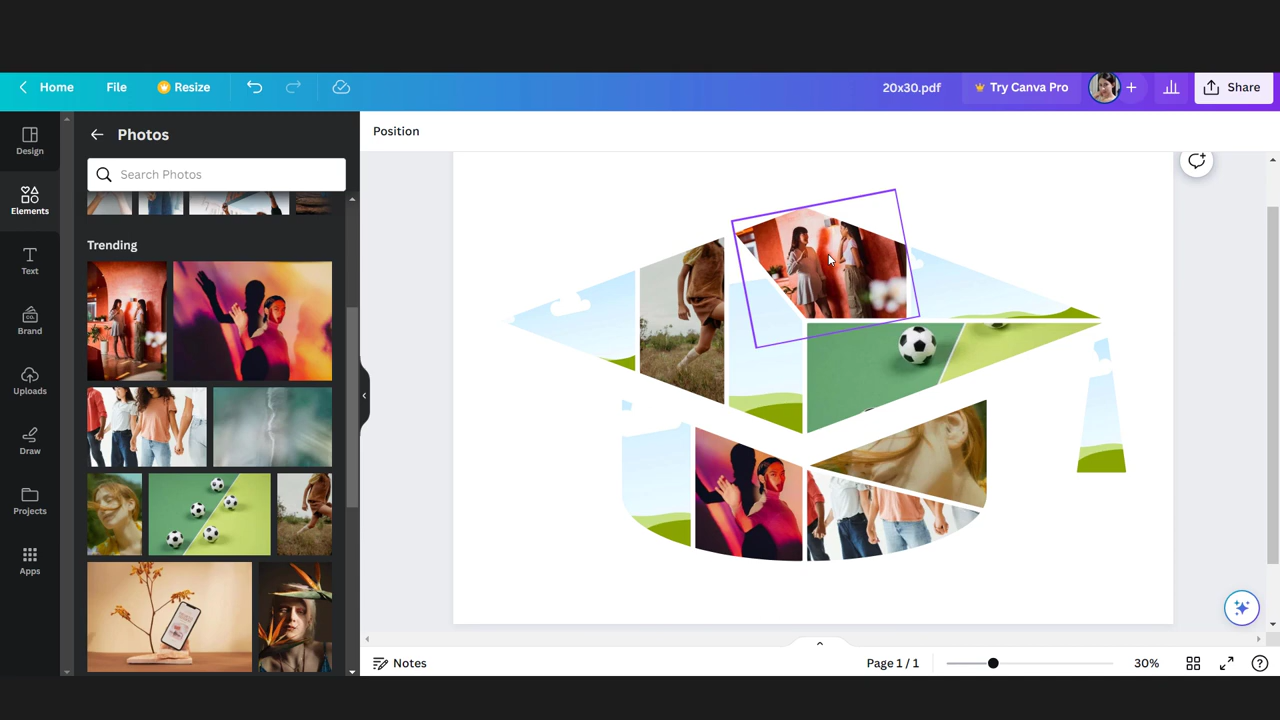 Home File Resize 20x30.pdf Try Canva Pro + Share
Design
Elements
Text
Brand
Uploads
Draw
Projects
Apps
Photos
Search Photos
Trending
Position
Notes Page 1 / 1 30%